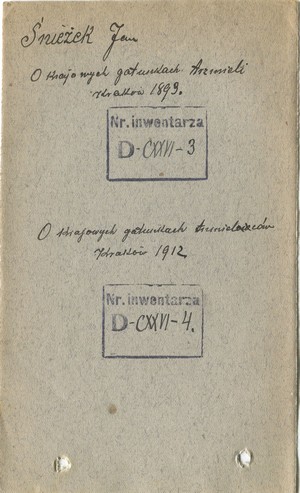 Śnieżek Jan
O krajowych gatunkach trzmieli
Kraków 1893.
Nr. inwentarza
D-CXXVI-3
O krajowych gatunkach trzmielowców
Kraków 1912
Nr. inwentarza
D-CXXVI-4.